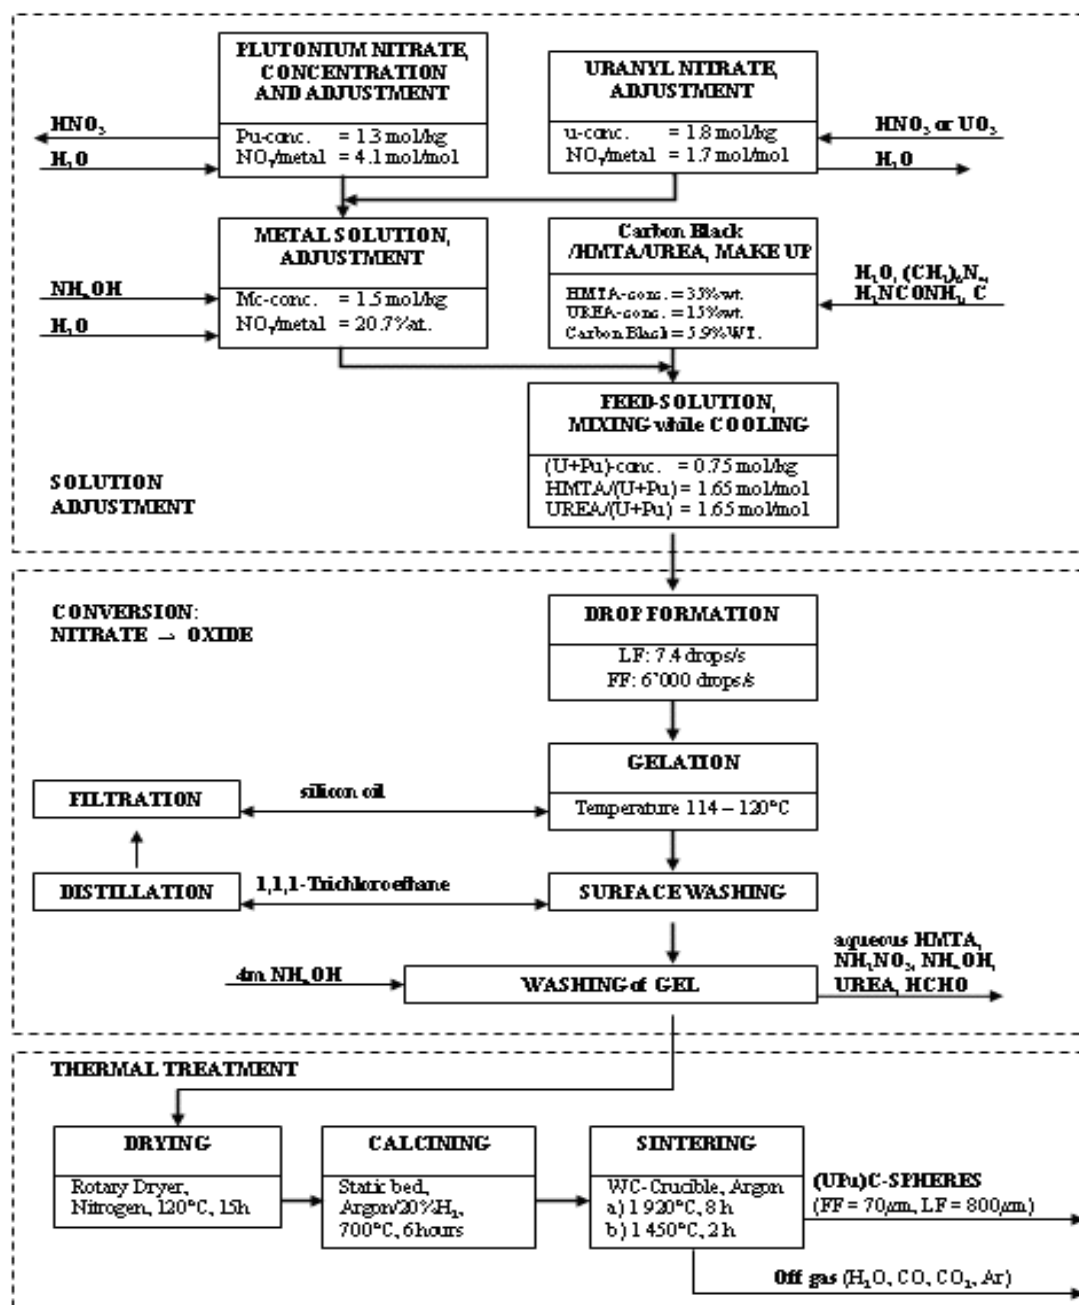 PLUTONIUM NITRATE,
CONCENTRATION
AND ADJUSTMENT
Pu-conc. = 1.3 mol/kg
NO₃/metal = 4.1 mol/mol
URANYL NITRATE,
ADJUSTMENT
u-conc. = 1.8 mol/kg
NO₃/metal = 1.7 mol/mol
HNO₃
H₂O
HNO₃ or UO₃
H₂O
METAL SOLUTION,
ADJUSTMENT
Mc-conc. = 1.5 mol/kg
NO₃/metal = 20.7%at.
NH₄OH
H₂O
Carbon Black
/HMTA/UREA, MAKE UP
HMTA-conc. = 35%wt.
UREA-conc. = 15%wt.
Carbon Black = 5.9%WT.
H₂O, (CH₂)₆N₄,
H₂NCONH₂, C
FEED-SOLUTION,
MIXING while COOLING
(U+Pu)-conc. = 0.75 mol/kg
HMTA/(U+Pu) = 1.65 mol/mol
UREA/(U+Pu) = 1.65 mol/mol
SOLUTION
ADJUSTMENT
CONVERSION:
NITRATE → OXIDE
DROP FORMATION
LF: 7.4 drops/s
FF: 6'000 drops/s
GELATION
Temperature 114 – 120°C
FILTRATION
silicon oil
DISTILLATION
1,1,1-Trichloroethane
SURFACE WASHING
4m NH₄OH
WASHING of GEL
aqueous HMTA,
NH₄NO₃, NH₄OH,
UREA, HCHO
THERMAL TREATMENT
DRYING
Rotary Dryer,
Nitrogen, 120°C, 15h
CALCINING
Static bed,
Argon/20%H₂,
700°C, 6hours
SINTERING
WC-Crucible, Argon
a) 1920°C, 8 h
b) 1450°C, 2 h
(UPu)C-SPHERES
(FF = 70μm, LF = 800μm)
Off gas (H₂O, CO, CO₂, Ar)